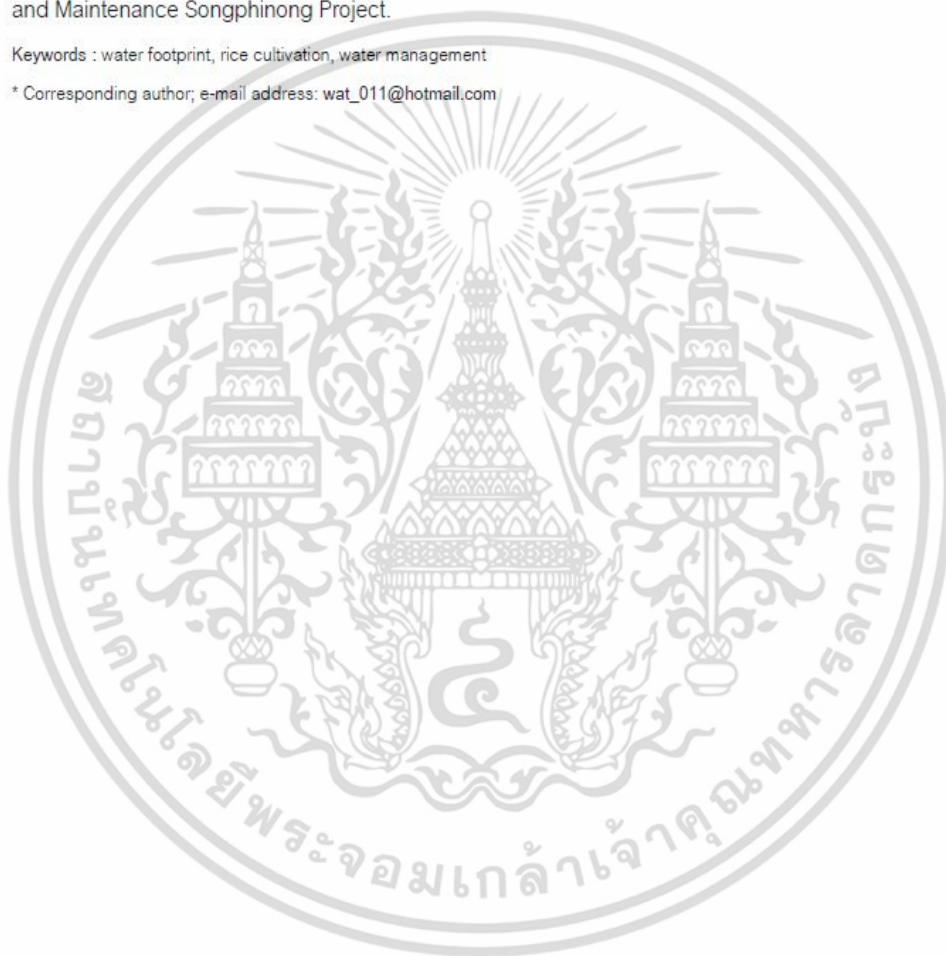 and Maintenance Songphinong Project.
Keywords : water footprint, rice cultivation, water management
* Corresponding author; e-mail address: wat_011@hotmail.com
๔
สถาบันเทคโนโลยีพระจอมเกล้าเจ้าคุณทหารลาดกระบัง